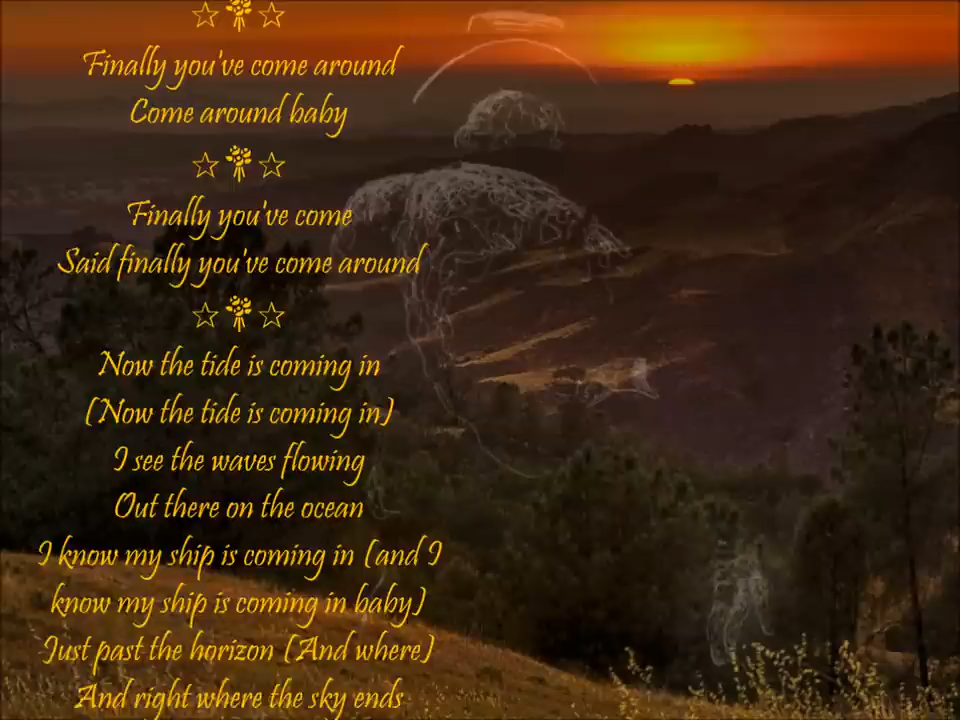 Finally you've come around
Come around baby
Finally you've come
Said finally you've come around
Now the tide is coming in
(Now the tide is coming in)
I see the waves flowing
Out there on the ocean
I know my ship is coming in (and I
know my ship is coming in baby)
Just past the horizon (And where)
And right where the sky ends